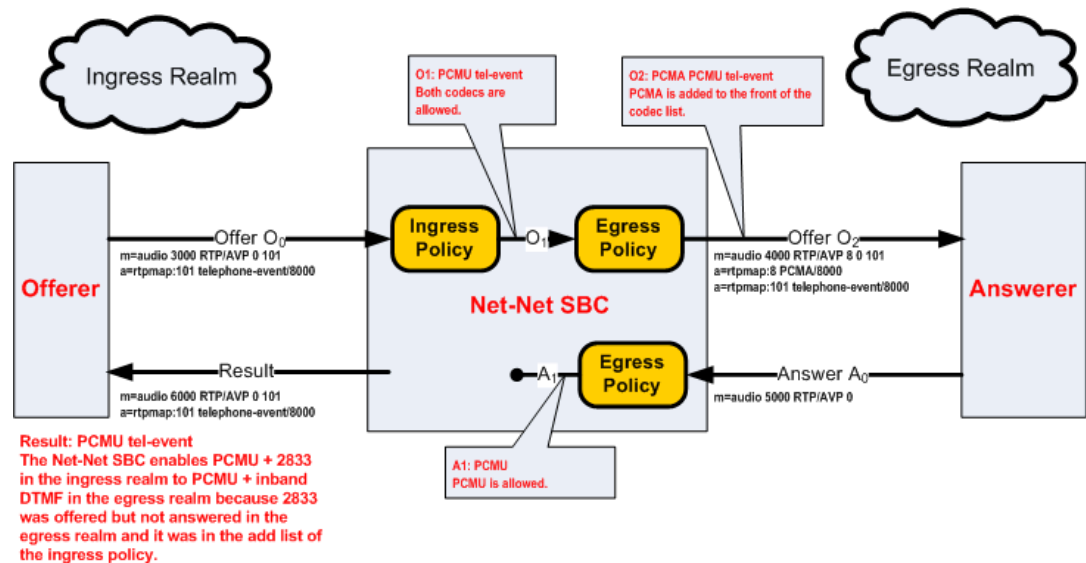 Ingress Realm
Egress Realm
O1: PCMU tel-event
Both codecs are
allowed.
O2: PCMA PCMU tel-event
PCMA is added to the front of the
codec list.
Offerer
Offer O0
m=audio 3000 RTP/AVP 0 101
a=rtpmap:101 telephone-event/8000
Ingress
Policy
O1
Egress
Policy
Offer O2
m=audio 4000 RTP/AVP 8 0 101
a=rtpmap:8 PCMA/8000
a=rtpmap:101 telephone-event/8000
Answerer
Net-Net SBC
Result
m=audio 6000 RTP/AVP 0 101
a=rtpmap:101 telephone-event/8000
A1
Egress
Policy
Answer A0
m=audio 5000 RTP/AVP 0
A1: PCMU
PCMU is allowed.
Result: PCMU tel-event
The Net-Net SBC enables PCMU + 2833
in the ingress realm to PCMU + inband
DTMF in the egress realm because 2833
was offered but not answered in the
egress realm and it was in the add list of
the ingress policy.